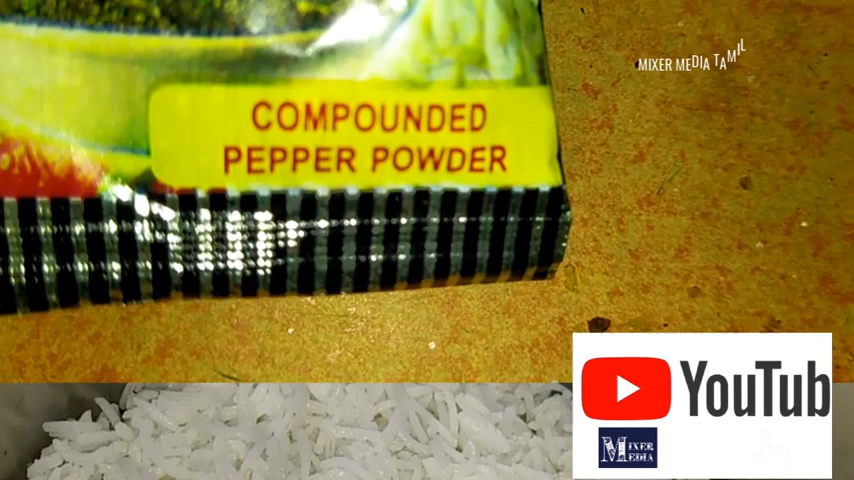 MIXER MEDIA TAMIL
COMPOUNDED
PEPPER POWDER
YouTub
MIXER
MEDIA